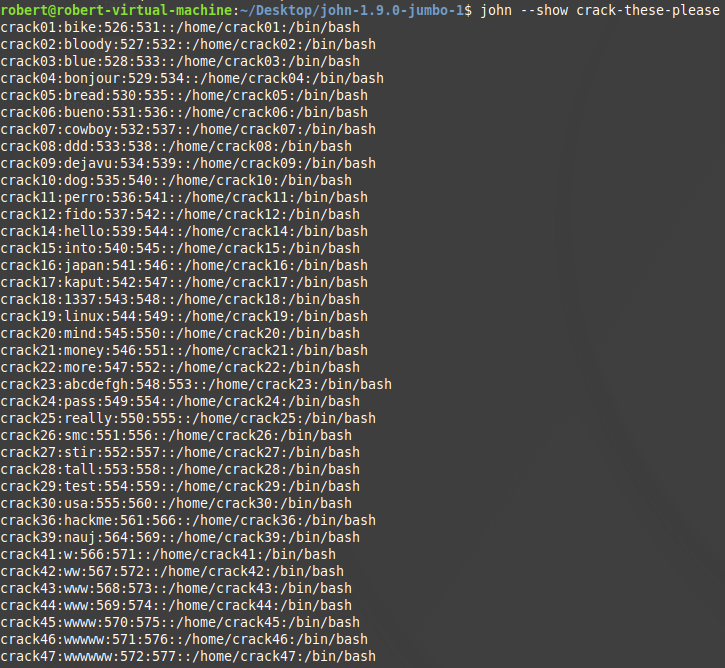 robert@robert-virtual-machine:~/Desktop/john-1.9.0-jumbo-1$ john --show crack-these-please
crack01:bike:526:531::/home/crack01:/bin/bash
crack02:bloody:527:532::/home/crack02:/bin/bash
crack03:blue:528:533::/home/crack03:/bin/bash
crack04:bonjour:529:534::/home/crack04:/bin/bash
crack05:bread:530:535::/home/crack05:/bin/bash
crack06:bueno:531:536::/home/crack06:/bin/bash
crack07:cowboy:532:537::/home/crack07:/bin/bash
crack08:ddd:533:538::/home/crack08:/bin/bash
crack09:dejavu:534:539::/home/crack09:/bin/bash
crack10:dog:535:540::/home/crack10:/bin/bash
crack11:perro:536:541::/home/crack11:/bin/bash
crack12:fido:537:542::/home/crack12:/bin/bash
crack14:hello:539:544::/home/crack14:/bin/bash
crack15:into:540:545::/home/crack15:/bin/bash
crack16:japan:541:546::/home/crack16:/bin/bash
crack17:kaput:542:547::/home/crack17:/bin/bash
crack18:1337:543:548::/home/crack18:/bin/bash
crack19:linux:544:549::/home/crack19:/bin/bash
crack20:mind:545:550::/home/crack20:/bin/bash
crack21:money:546:551::/home/crack21:/bin/bash
crack22:more:547:552::/home/crack22:/bin/bash
crack23:abcdefgh:548:553::/home/crack23:/bin/bash
crack24:pass:549:554::/home/crack24:/bin/bash
crack25:really:550:555::/home/crack25:/bin/bash
crack26:smc:551:556::/home/crack26:/bin/bash
crack27:stir:552:557::/home/crack27:/bin/bash
crack28:tall:553:558::/home/crack28:/bin/bash
crack29:test:554:559::/home/crack29:/bin/bash
crack30:usa:555:560::/home/crack30:/bin/bash
crack36:hackme:561:566::/home/crack36:/bin/bash
crack39:nauj:564:569::/home/crack39:/bin/bash
crack41:w:566:571::/home/crack41:/bin/bash
crack42:ww:567:572::/home/crack42:/bin/bash
crack43:www:568:573::/home/crack43:/bin/bash
crack44:www:569:574::/home/crack44:/bin/bash
crack45:wwww:570:575::/home/crack45:/bin/bash
crack46:wwwww:571:576::/home/crack46:/bin/bash
crack47:wwwwww:572:577::/home/crack47:/bin/bash